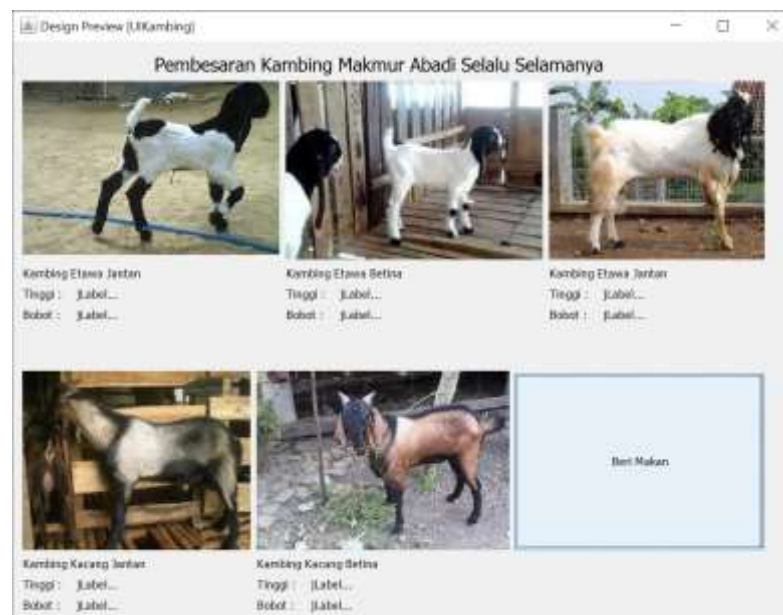 Design Preview [UIKambing]
Pembesaran Kambing Makmur Abadi Selalu Selamanya
Kambing Etawa Jantan
Tinggi : jLabel...
Bobot : jLabel...
Kambing Etawa Betina
Tinggi : jLabel...
Bobot : jLabel...
Kambing Etawa Jantan
Tinggi : jLabel...
Bobot : jLabel...
Kambing Kacang Jantan
Tinggi : jLabel...
Bobot : jLabel...
Kambing Kacang Betina
Tinggi : jLabel...
Bobot : jLabel...
Beri Makan